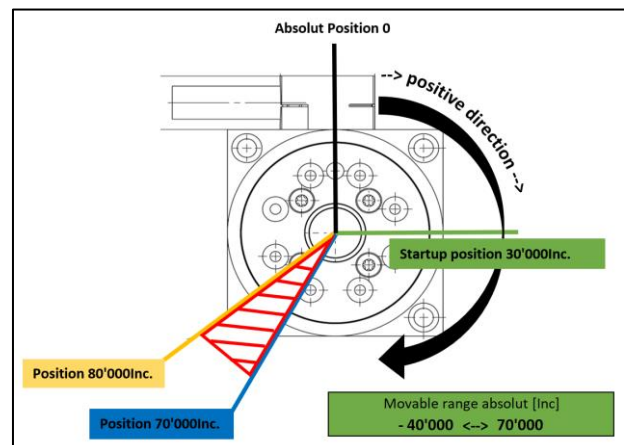 Absolut Position 0
--> positive direction -->
Startup position 30'000Inc.
Position 80'000Inc.
Position 70'000Inc.
Movable range absolut [Inc]
- 40'000 <--> 70'000